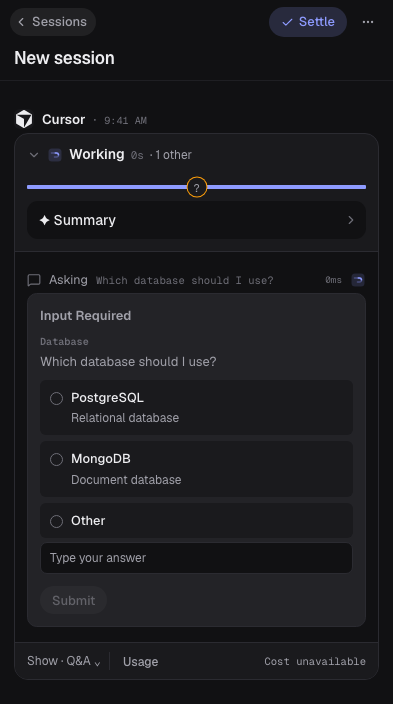 Sessions
Settle
New session
Cursor · 9:41 AM
Working 0s · 1 other
?
Summary
Asking Which database should I use? 0ms
Input Required
Database
Which database should I use?
PostgreSQL
Relational database
MongoDB
Document database
Other
Type your answer
Submit
Show · Q&A Usage Cost unavailable